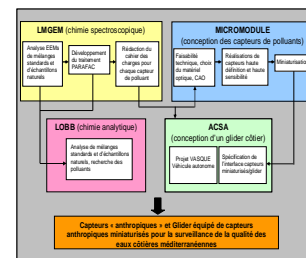 LMGEM (chimie spectroscopique)
Analyse EEMs
de mélanges
standards et
d'échantillons
naturels
Développement
du traitement
PARAFAC
Rédaction du
cahier des
charges pour
chaque capteur
de polluant
MICROMODULE
(conception des capteurs de polluants)
Faisabilité
technique, choix
du matériel
optique, CAO
Réalisations de
capteurs haute
définition et haute
sensibilité
Miniaturisation
LOBB (chimie analytique)
Analyse de mélanges
standards et d'échantillons
naturels, recherche des
polluants
ACSA
(conception d'un glider côtier)
Projet VASQUE
Véhicule autonome
Spécification de
l'interface capteurs
miniaturisés/glider
Capteurs « anthropiques » et Glider équipé de capteurs
anthropiques miniaturisés pour la surveillance de la qualité des
eaux côtières méditerranéennes